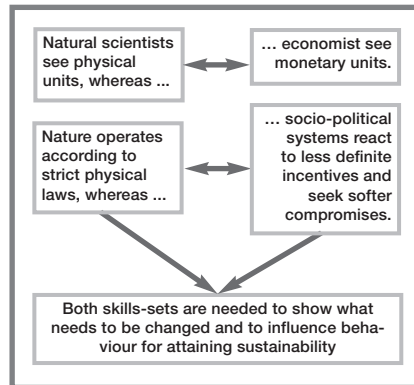 Natural scientists
see physical
units, whereas ...
... economist see
monetary units.
Nature operates
according to
strict physical
laws, whereas ...
... socio-political
systems react
to less definite
incentives and
seek softer
compromises.
Both skills-sets are needed to show what
needs to be changed and to influence beha-
viour for attaining sustainability